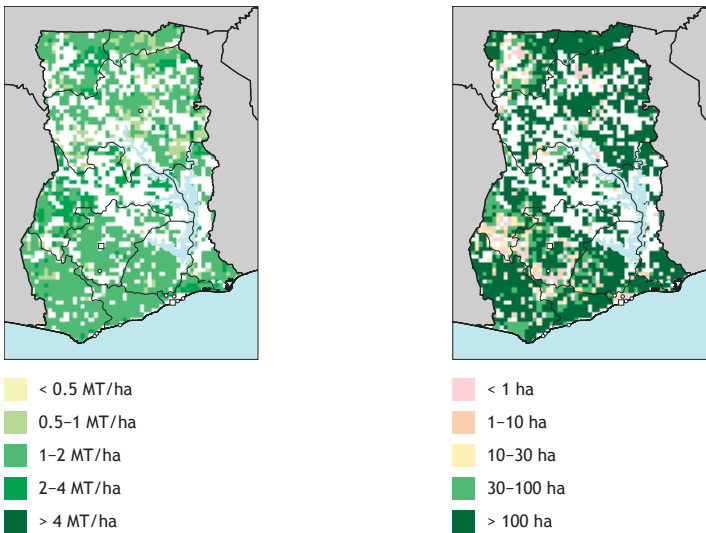 < 0.5 MT/ha
0.5–1 MT/ha
1–2 MT/ha
2–4 MT/ha
> 4 MT/ha
< 1 ha
1–10 ha
10–30 ha
30–100 ha
> 100 ha